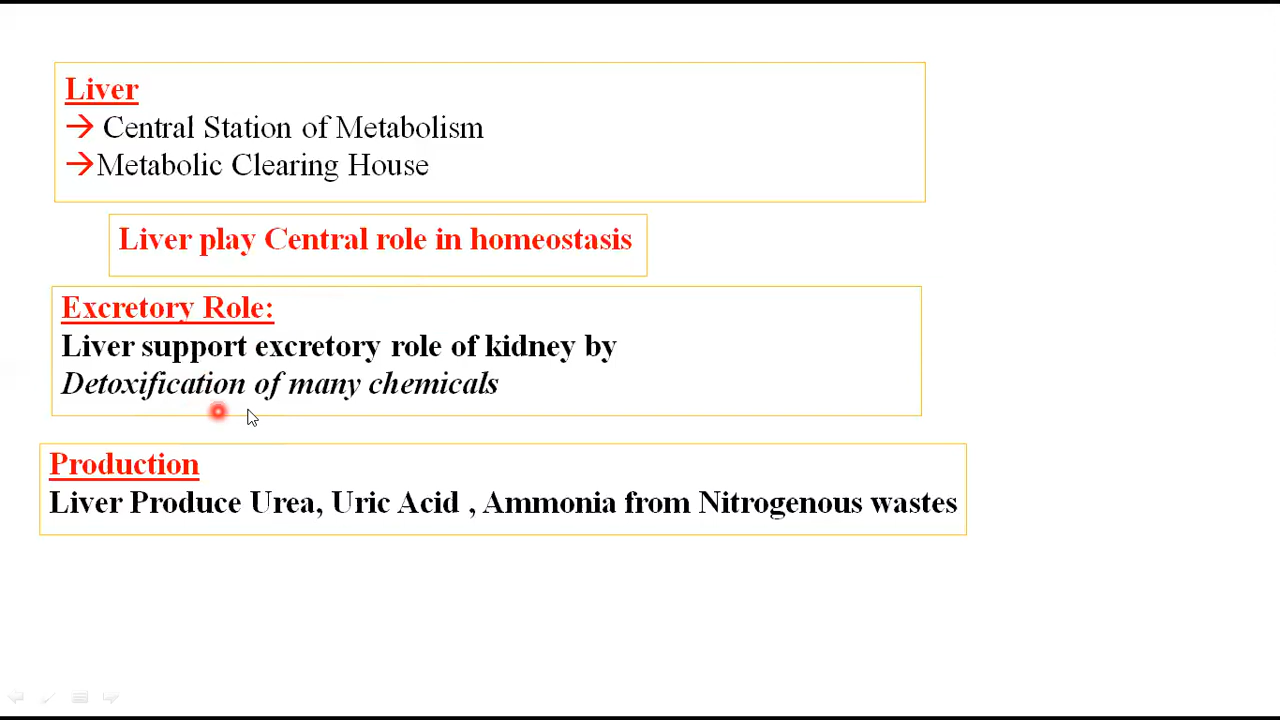 Liver
→ Central Station of Metabolism
→Metabolic Clearing House
Liver play Central role in homeostasis
Excretory Role:
Liver support excretory role of kidney by
Detoxification of many chemicals
Production
Liver Produce Urea, Uric Acid , Ammonia from Nitrogenous wastes